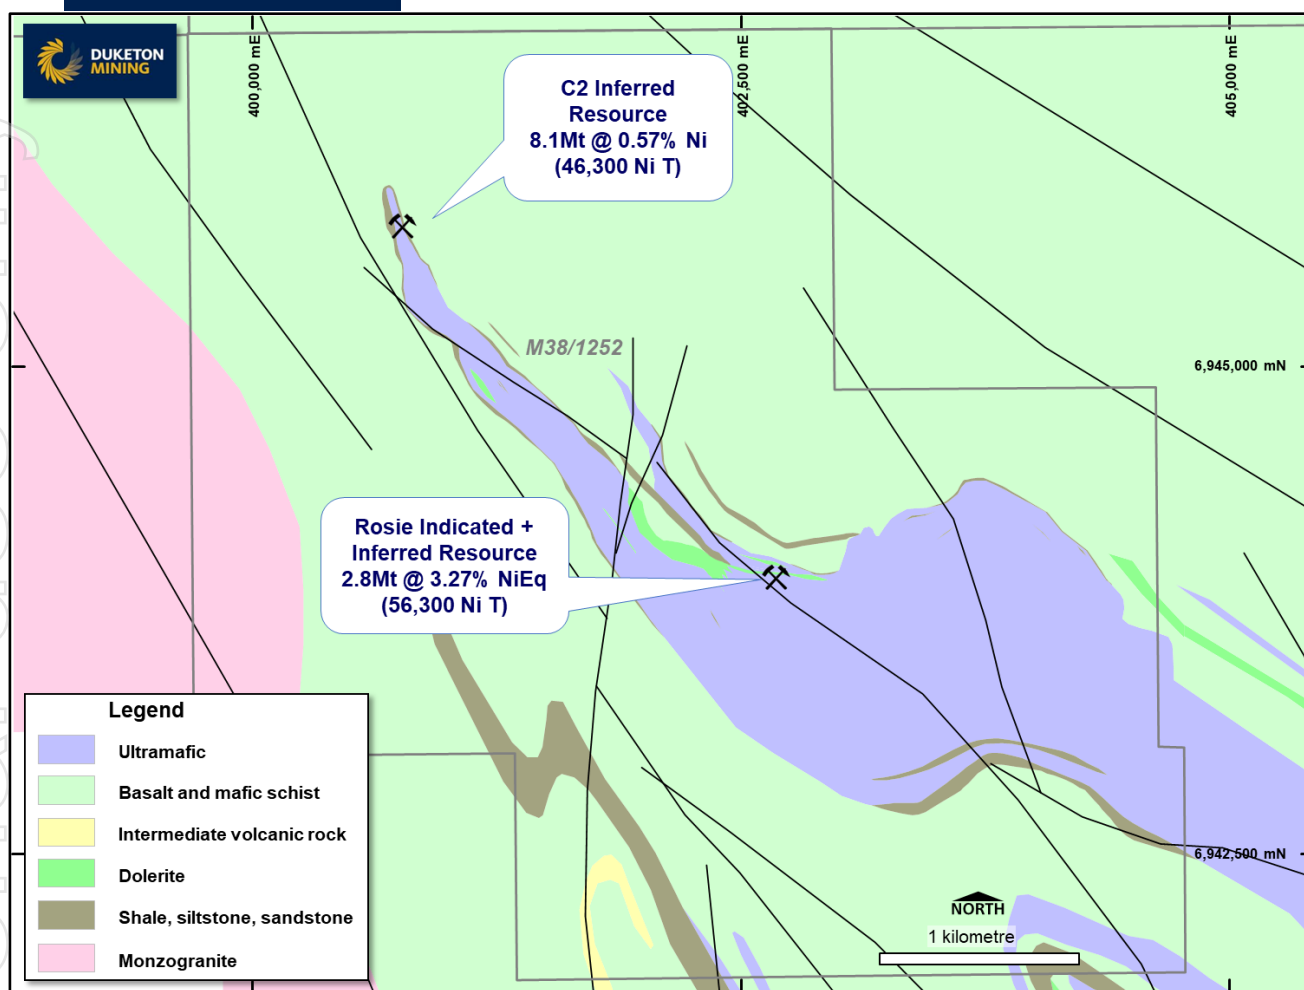 DUKETON
MINING
400,000 mE
402,500 mE
405,000 mE
C2 Inferred
Resource
8.1Mt @ 0.57% Ni
(46,300 Ni T)
M38/1252
6,945,000 mN
Rosie Indicated +
Inferred Resource
2.8Mt @ 3.27% NiEq
(56,300 Ni T)
Legend
Ultramafic
Basalt and mafic schist
Intermediate volcanic rock
Dolerite
Shale, siltstone, sandstone
Monzogranite
6,942,500 mN
NORTH
1 kilometre